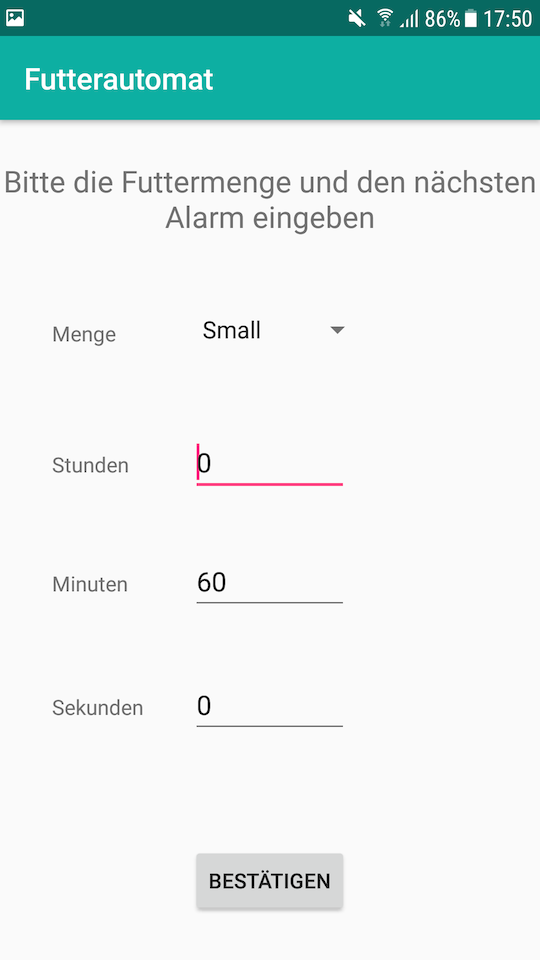 86% 17:50
Futterautomat
Bitte die Futtermenge und den nächsten
Alarm eingeben
Menge Small
Stunden 0
Minuten 60
Sekunden 0
BESTÄTIGEN